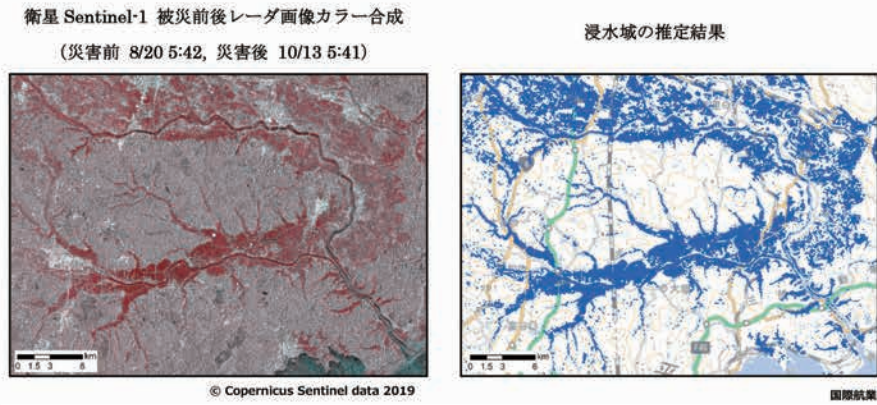 衛星 Sentinel-1 被災前後レーダ画像カラー合成
(災害前 8/20 5:42, 災害後 10/13 5:41)
浸水域の推定結果
km
0 1.5 3 6
km
0 1.5 3 6
© Copernicus Sentinel data 2019
国際航業